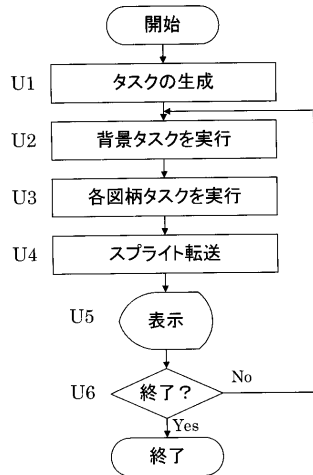 開始
U1 タスクの生成
U2 背景タスクを実行
U3 各図柄タスクを実行
U4 スプライト転送
U5 表示
U6 終了？ No
Yes
終了